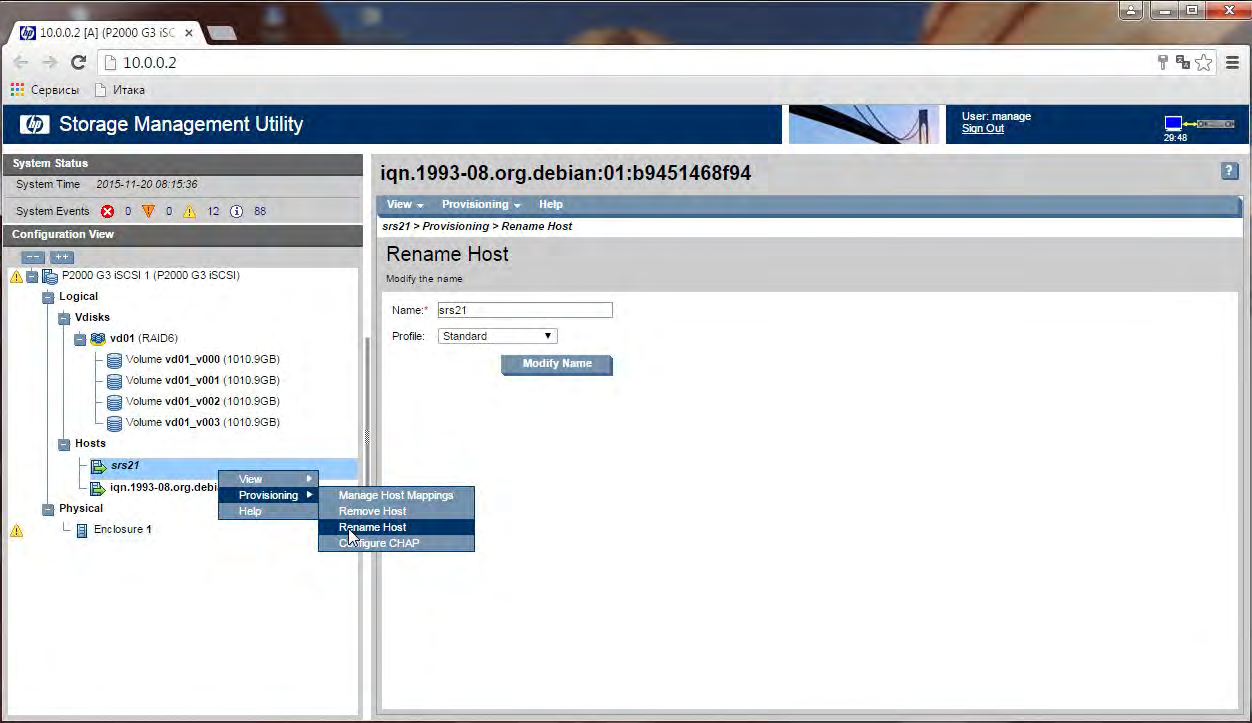 10.0.0.2 [A] (P2000 G3 iSC
10.0.0.2
Сервисы
Итака
hp Storage Management Utility
User: manage
Sign Out
29:48
System Status
System Time 2015-11-20 08:15:36
System Events 0 0 12 88
Configuration View
-- ++
P2000 G3 iSCSI 1 (P2000 G3 iSCSI)
Logical
Vdisks
vd01 (RAID6)
Volume vd01_v000 (1010.9GB)
Volume vd01_v001 (1010.9GB)
Volume vd01_v002 (1010.9GB)
Volume vd01_v003 (1010.9GB)
Hosts
srs21
iqn.1993-08.org.debi
Physical
Enclosure 1
View
Provisioning
Help
Manage Host Mappings
Remove Host
Rename Host
Configure CHAP
iqn.1993-08.org.debian:01:b9451468f94
?
View Provisioning Help
srs21 > Provisioning > Rename Host
Rename Host
Modify the name
Name:* srs21
Profile: Standard
Modify Name